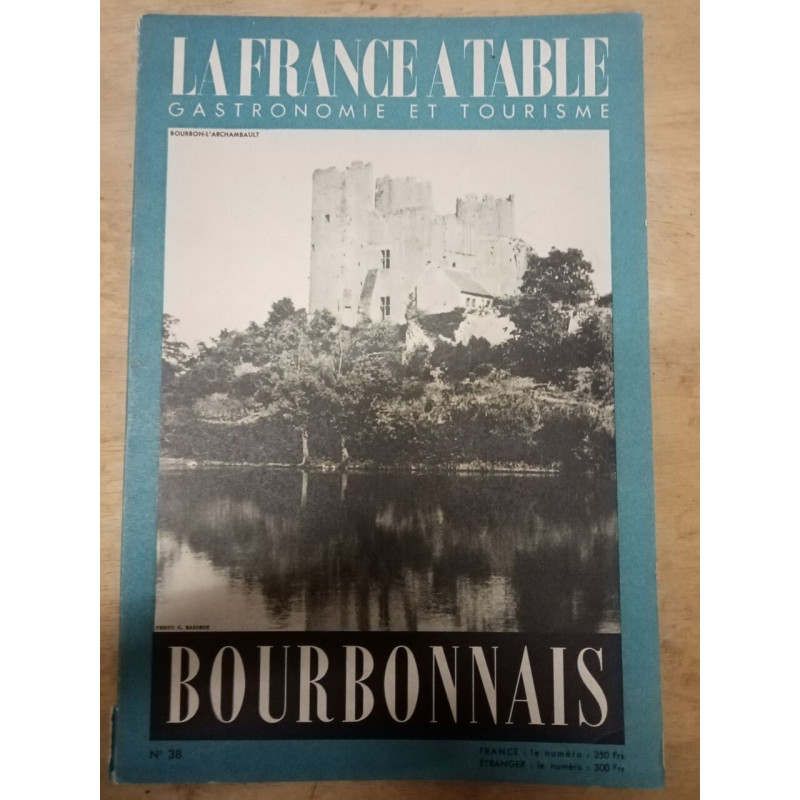 LA FRANCE A TABLE
GASTRONOMIE ET TOURISME
BOURBON-L'ARCHAMBAULT
PHOTO G.
BOURBONNAIS
N° 38
FRANCE : le numéro : 250 Frs
ÉTRANGER : le numéro : 300 Frs